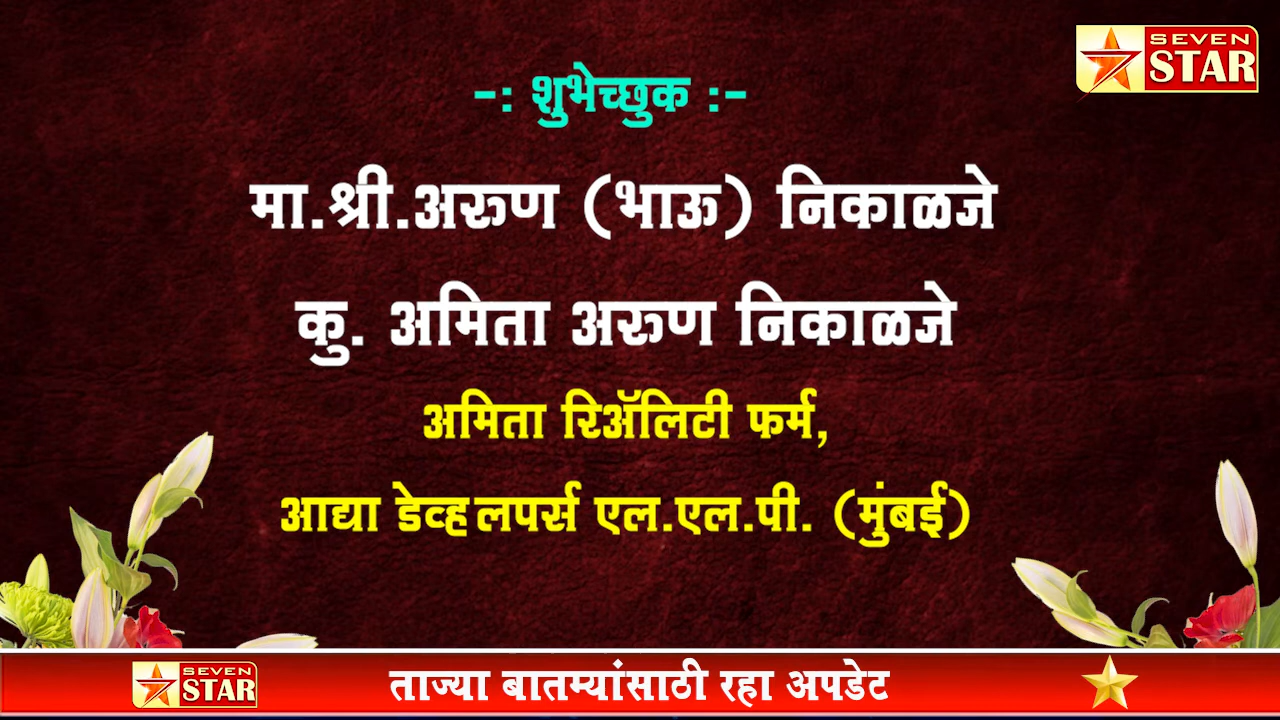 SEVEN
STAR
-: शुभेच्छुक :-
मा.श्री.अरुण (भाऊ) निकाळजे
कु. अमिता अरुण निकाळजे
अमिता रिॲलिटी फर्म,
आद्या डेव्हलपर्स एल.एल.पी. (मुंबई)
SEVEN
STAR
ताज्या बातम्यांसाठी रहा अपडेट